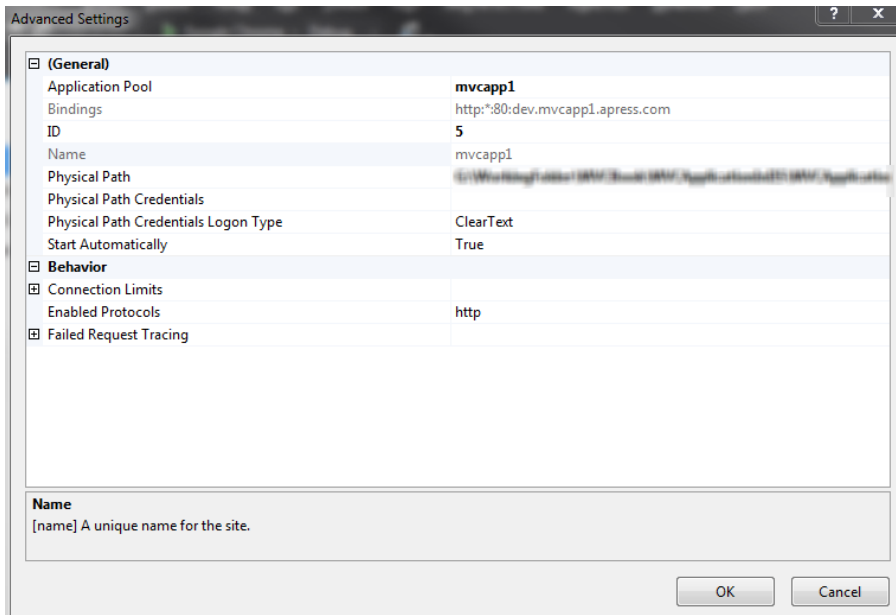 Advanced Settings
? x
(General)
Application Pool mvcapp1
Bindings http:*:80:dev.mvcapp1.apress.com
ID 5
Name mvcapp1
Physical Path
Physical Path Credentials
Physical Path Credentials Logon Type ClearText
Start Automatically True
Behavior
Connection Limits
Enabled Protocols http
Failed Request Tracing
Name
[name] A unique name for the site.
OK Cancel